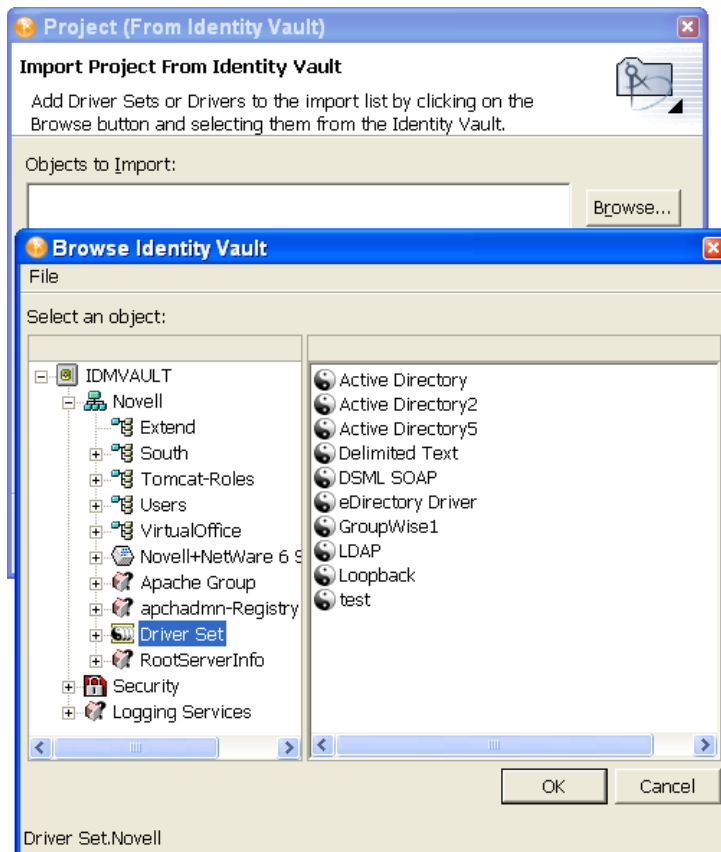 Project (From Identity Vault)
Import Project From Identity Vault
Add Driver Sets or Drivers to the import list by clicking on the
Browse button and selecting them from the Identity Vault.
Objects to Import:
Browse...
Browse Identity Vault
File
Select an object:
IDMVAULT
Novell
Extend
South
Tomcat-Roles
Users
VirtualOffice
Novell+NetWare 6 S
Apache Group
apchadmn-Registry
Driver Set
RootServerInfo
Security
Logging Services
Active Directory
Active Directory2
Active Directory5
Delimited Text
DSML SOAP
eDirectory Driver
GroupWise1
LDAP
Loopback
test
OK
Cancel
Driver Set.Novell